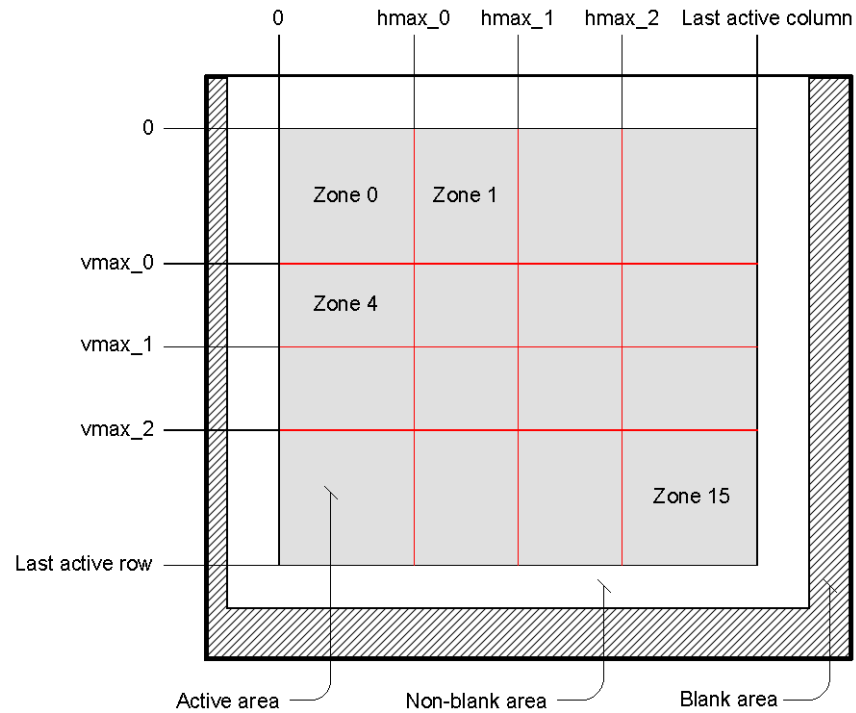 0 hmax_0 hmax_1 hmax_2 Last active column
0
Zone 0 Zone 1
vmax_0
Zone 4
vmax_1
vmax_2
Zone 15
Last active row
Active area Non-blank area Blank area